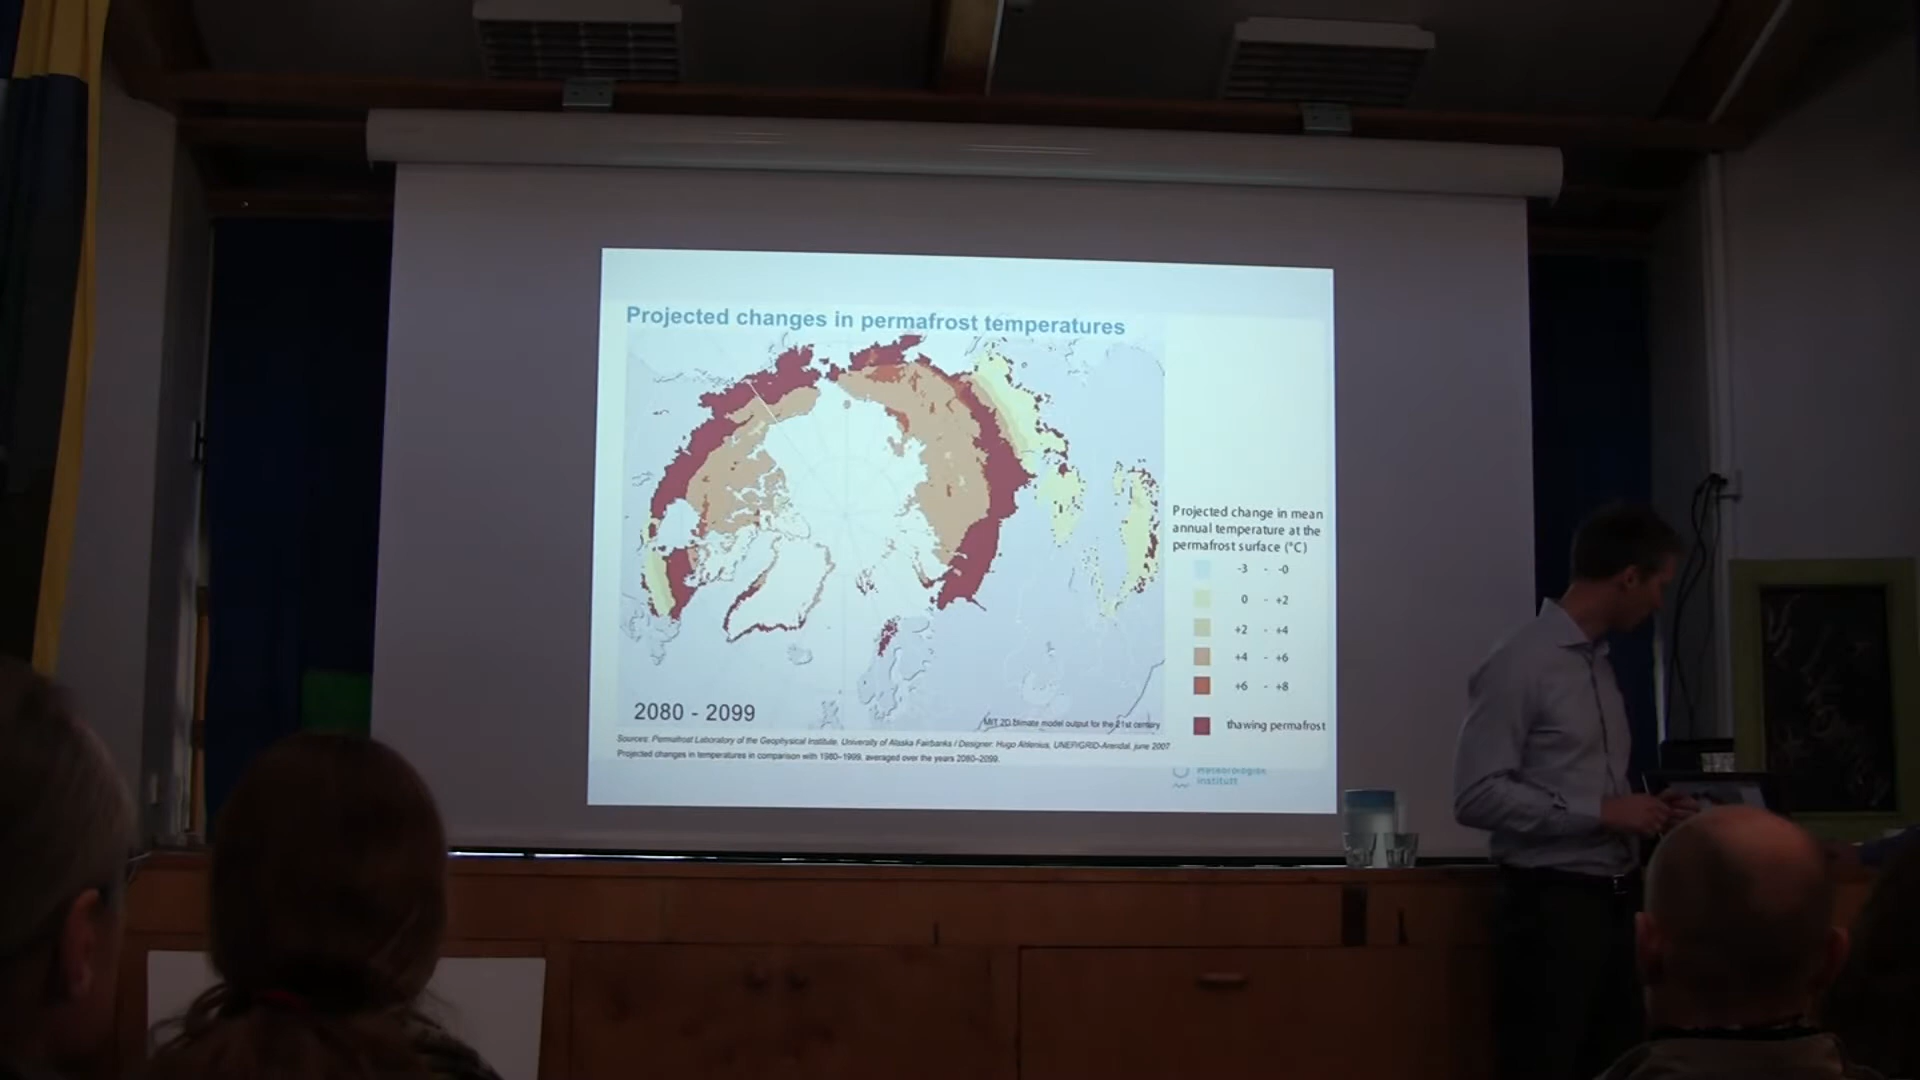 Projected changes in permafrost temperatures
Projected change in mean
annual temperature at the
permafrost surface (°C)
-3 - -0
0 - +2
+2 - +4
+4 - +6
+6 - +8
thawing permafrost
2080 - 2099
MIT 2D climate model output for the 21st century
Sources: Permafrost Laboratory of the Geophysical Institute, University of Alaska Fairbanks / Designer: Hugo Ahlenius, UNEP/GRID-Arendal, june 2007
Projected changes in temperatures in comparison with 1980–1999, averaged over the years 2080–2099.
Meteorologisk
institutt